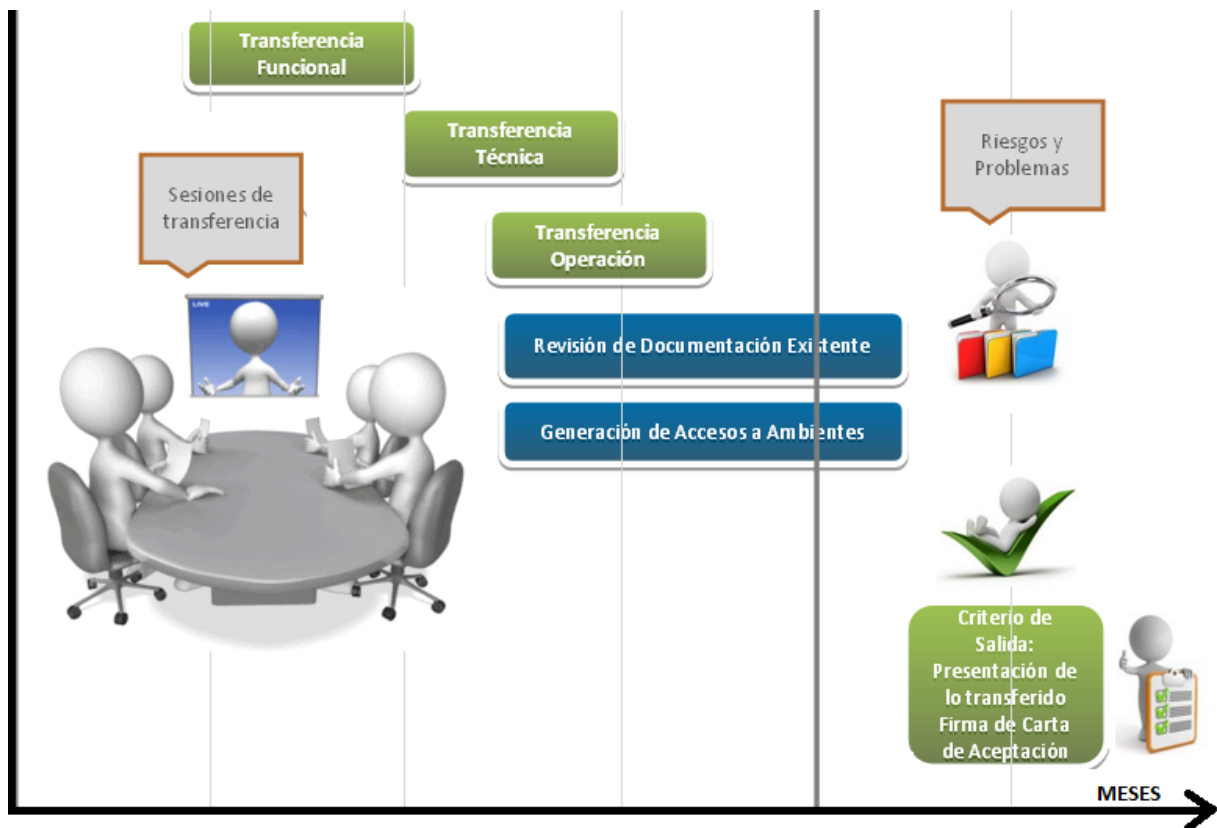 Transferencia
Funcional
Transferencia
Técnica
Riesgos y
Problemas
Sesiones de
transferencia
Transferencia
Operación
LIVE
Revisión de Documentación Existente
Generación de Accesos a Ambientes
Criterio de
Salida:
Presentación de
lo transferido
Firma de Carta
de Aceptación
MESES